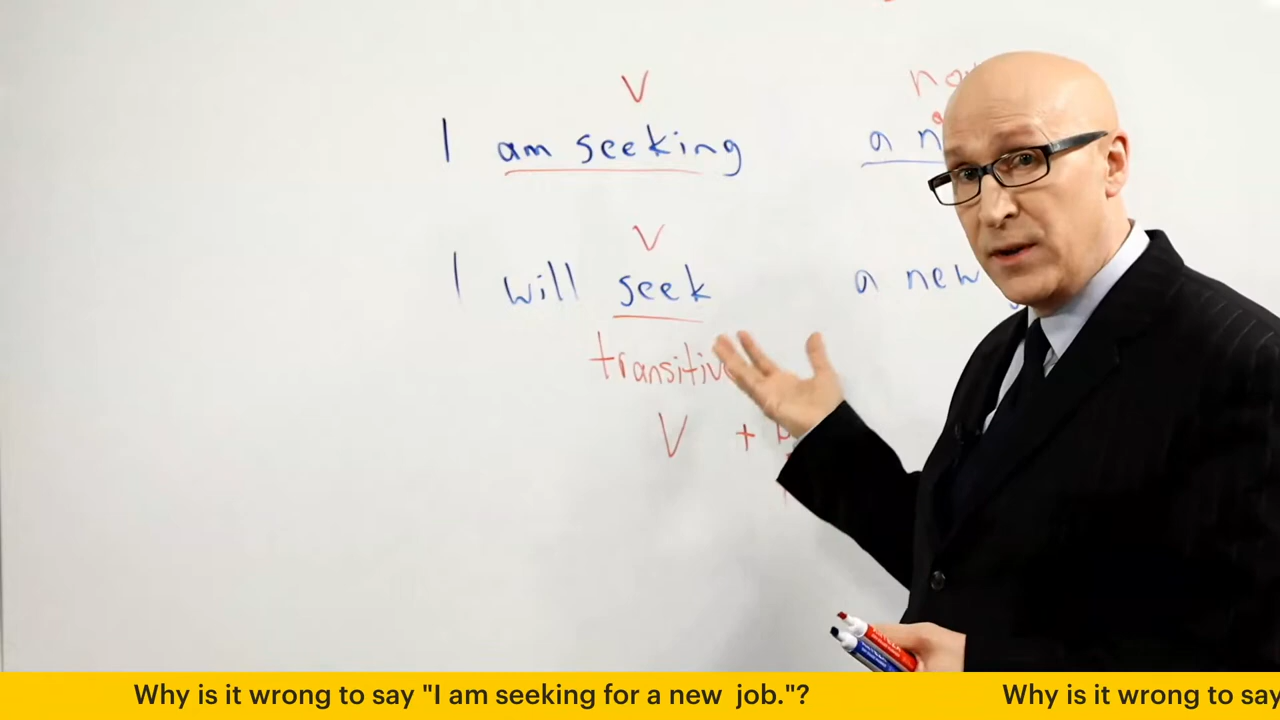 V
I am seeking a
V
I will seek a new
V +
Why is it wrong to say "I am seeking for a new job."? Why is it wrong to say